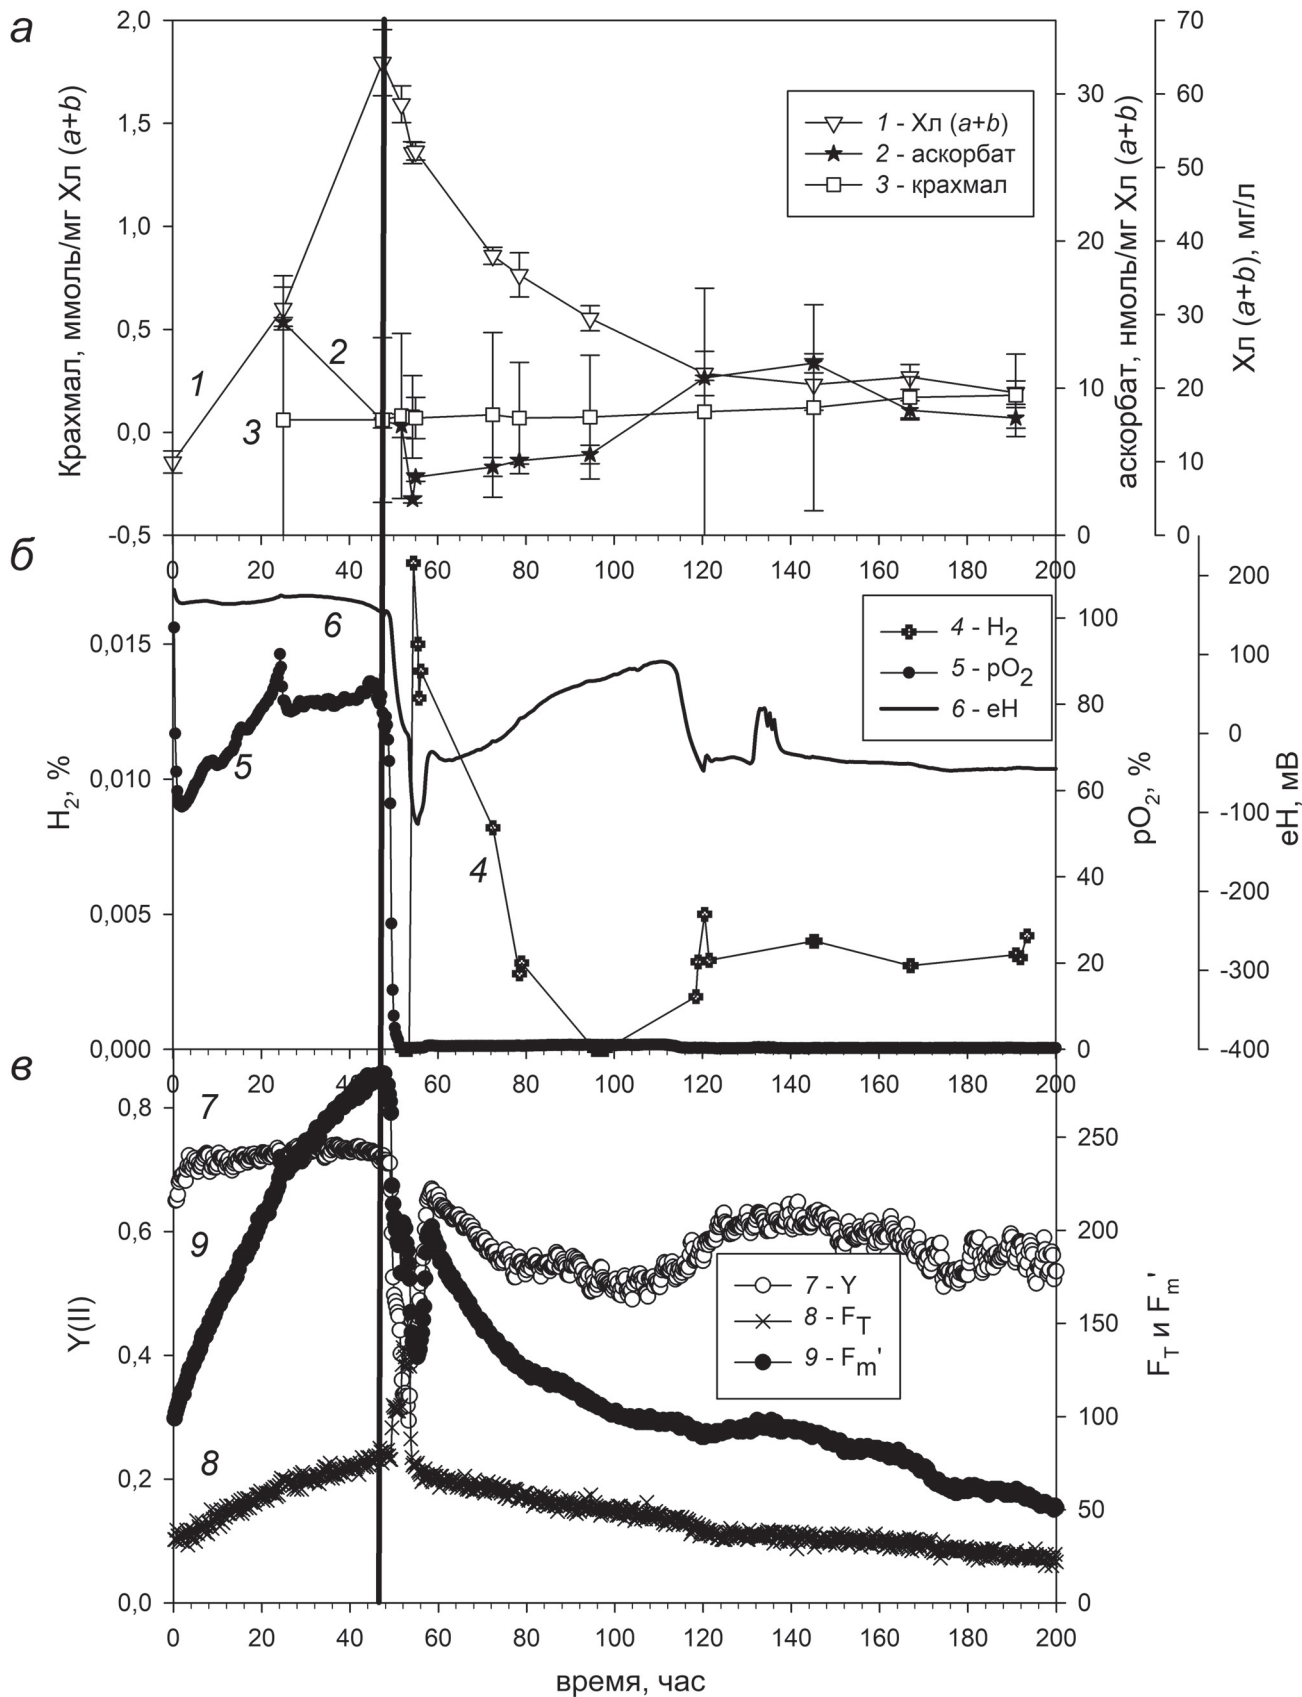 а
2,0
1,5
1,0
0,5
0,0
-0,5
Крахмал, ммоль/мг Хл (a+b)
1
2
3
1 - Хл (a+b)
2 - аскорбат
3 - крахмал
30
20
10
0
аскорбат, нмоль/мг Хл (a+b)
70
60
50
40
30
20
10
0
Хл (a+b), мг/л
0 20 40 60 80 100 120 140 160 180 200
б
0,015
0,010
0,005
0,000
H2, %
6
5
4
4 - H2
5 - pO2
6 - eH
100
80
60
40
20
0
pO2, %
200
100
0
-100
-200
-300
-400
eH, мВ
0 20 40 60 80 100 120 140 160 180 200
в
0,8
0,6
0,4
0,2
0,0
Y(II)
7
9
8
7 - Y
8 - FT
9 - Fm'
250
200
150
100
50
0
FT и Fm'
0 20 40 60 80 100 120 140 160 180 200
время, час